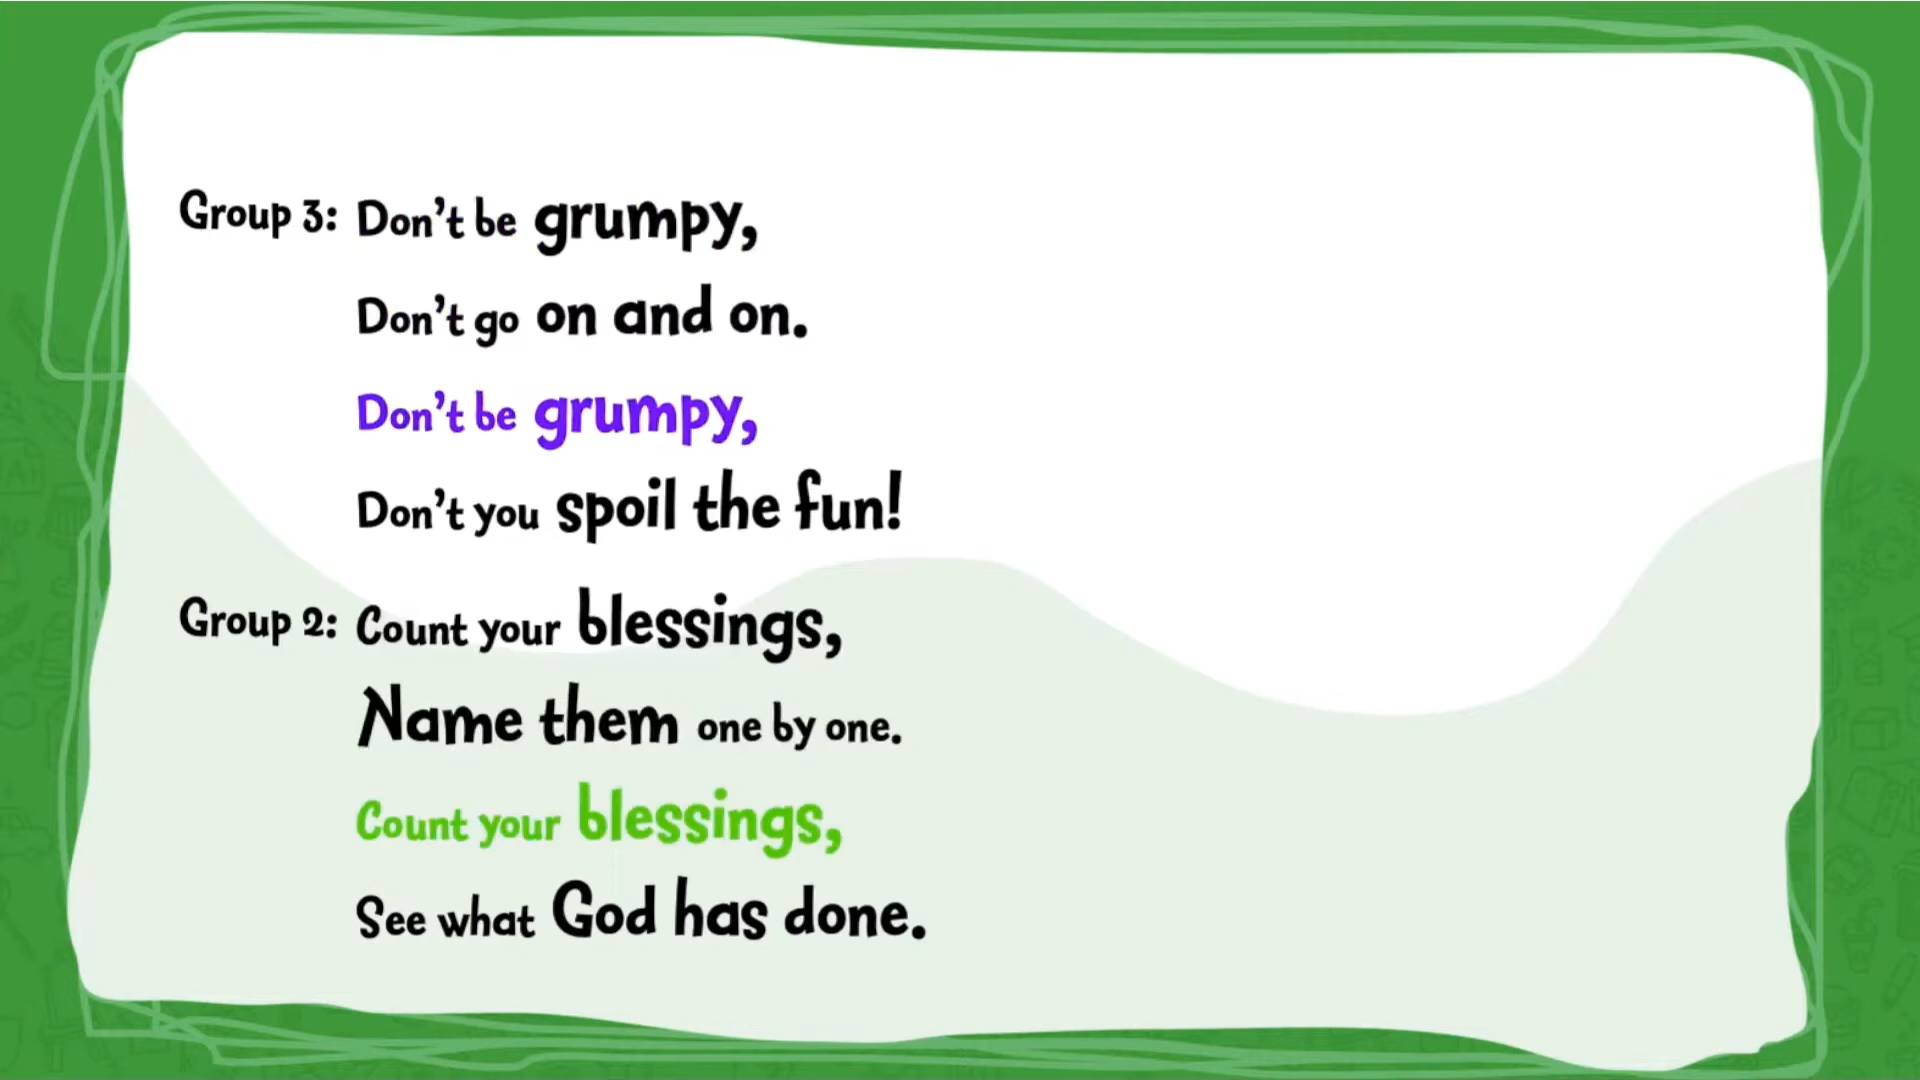 Group 3: Don't be grumpy,
Don't go on and on.
Don't be grumpy,
Don't you spoil the fun!
Group 2: Count your blessings,
Name them one by one.
Count your blessings,
See what God has done.